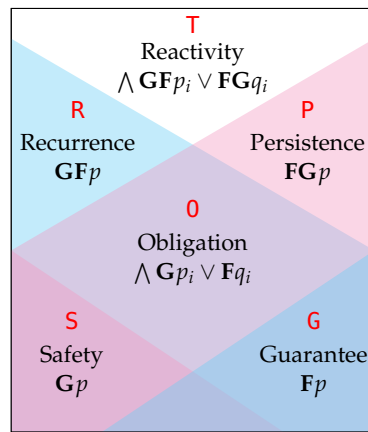 T
Reactivity
⋀ GFpᵢ ∨ FGqᵢ
R
Recurrence
GFp
P
Persistence
FGp
O
Obligation
⋀ Gpᵢ ∨ Fqᵢ
S
Safety
Gp
G
Guarantee
Fp